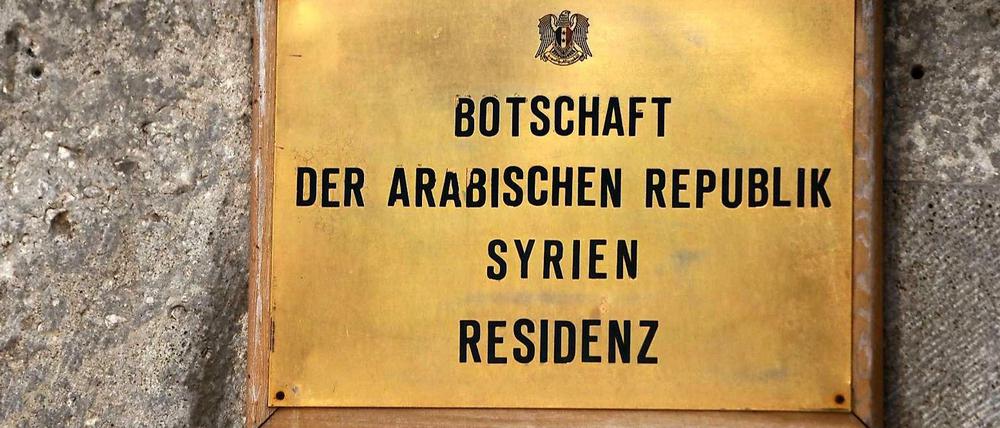 BOTSCHAFT
DER ARABISCHEN REPUBLIK
SYRIEN
RESIDENZ